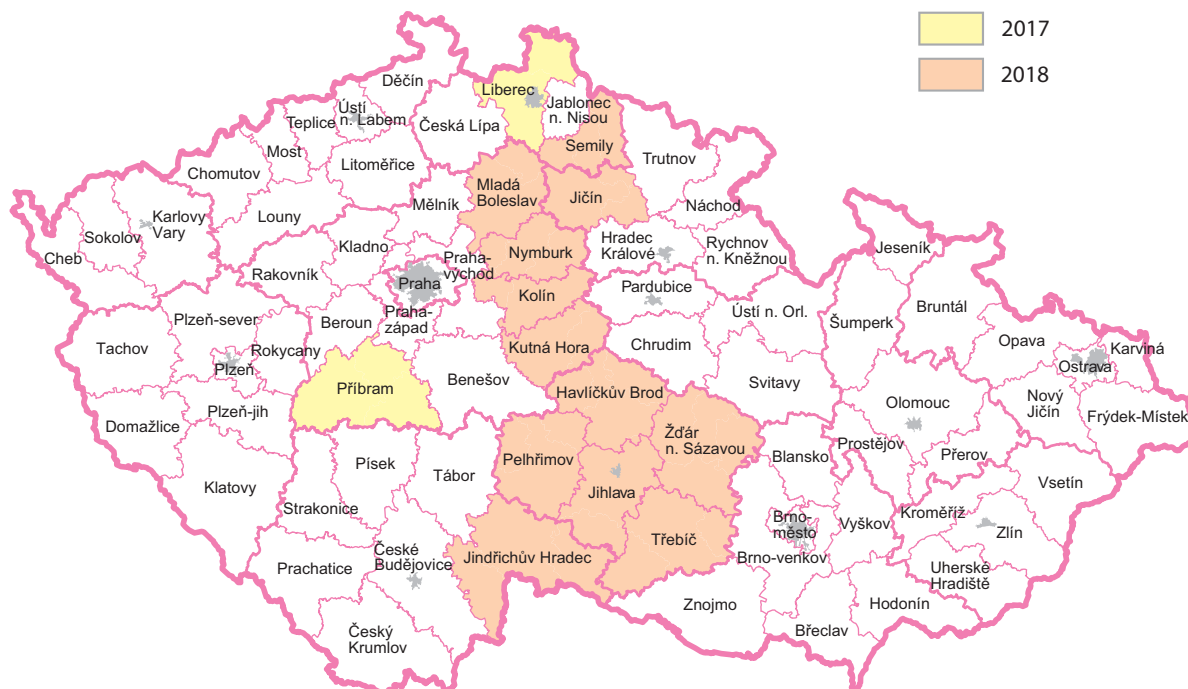 2017
2018
Děčín
Liberec
Jablonec
n. Nisou
Ústí
n. Labem
Teplice
Česká Lípa
Most
Semily
Litoměřice
Trutnov
Chomutov
Mladá
Boleslav
Jičín
Mělník
Náchod
Karlovy
Vary
Louny
Sokolov
Cheb
Kladno
Hradec
Králové
Rychnov
n. Kněžnou
Jeseník
Nymburk
Praha-
východ
Rakovník
Praha
Pardubice
Kolín
Bruntál
Ústí n. Orl.
Praha-
západ
Beroun
Plzeň-sever
Šumperk
Opava
Karviná
Ostrava
Tachov
Rokycany
Kutná Hora
Chrudim
Plzeň
Benešov
Příbram
Svitavy
Havlíčkův Brod
Olomouc
Nový
Jičín
Frýdek-Místek
Plzeň-jih
Domažlice
Žďár
n. Sázavou
Prostějov
Přerov
Blansko
Písek
Pelhřimov
Tábor
Klatovy
Jihlava
Vsetín
Strakonice
Kroměříž
Brno-
město
Vyškov
Zlín
Třebíč
České
Budějovice
Jindřichův Hradec
Brno-venkov
Prachatice
Uherské
Hradiště
Znojmo
Hodonín
Břeclav
Český
Krumlov